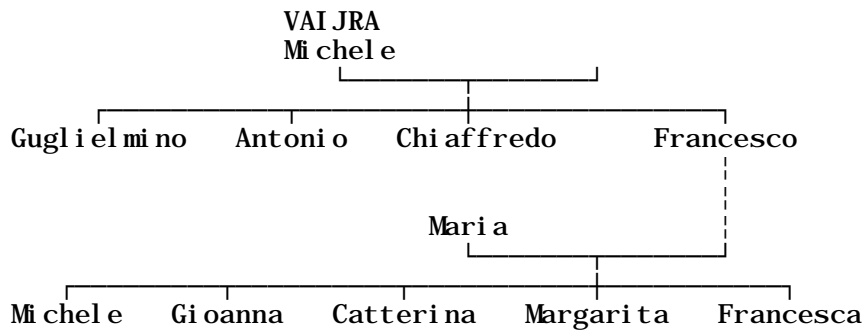 VAIJRA
Michele
Guglielmino Antonio Chiaffredo Francesco
Maria
Michele Gioanna Catterina Margarita Francesca